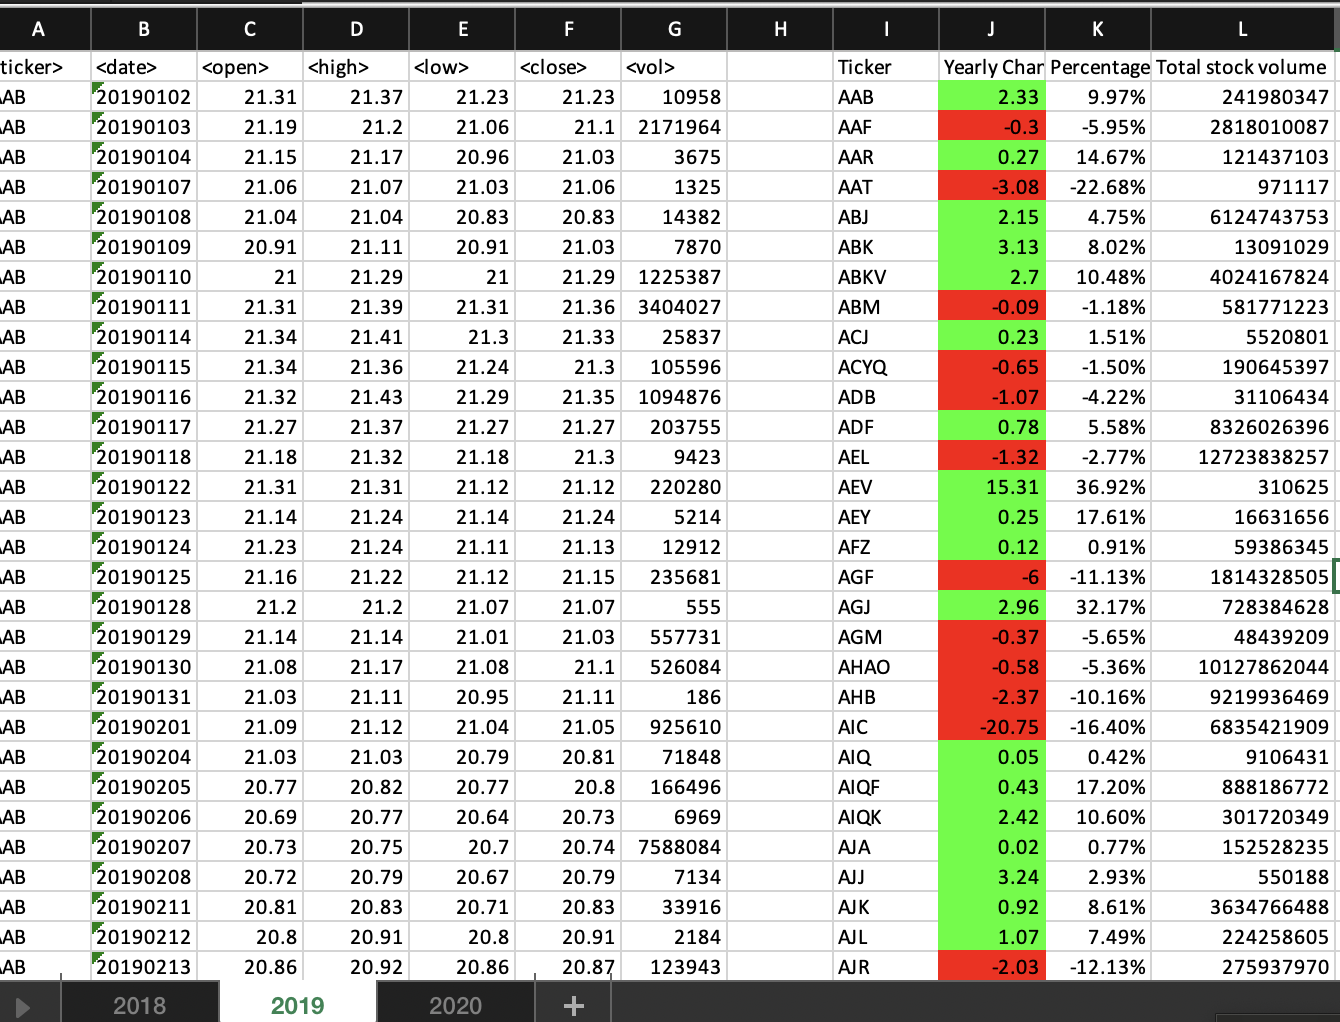 A B C D E F G H I J K L
ticker> <date> <open> <high> <low> <close> <vol> Ticker Yearly Char Percentage Total stock volume
AB 20190102 21.31 21.37 21.23 21.23 10958 AAB 2.33 9.97% 241980347
AB 20190103 21.19 21.2 21.06 21.1 2171964 AAF -0.3 -5.95% 2818010087
AB 20190104 21.15 21.17 20.96 21.03 3675 AAR 0.27 14.67% 121437103
AB 20190107 21.06 21.07 21.03 21.06 1325 AAT -3.08 -22.68% 971117
AB 20190108 21.04 21.04 20.83 20.83 14382 ABJ 2.15 4.75% 6124743753
AB 20190109 20.91 21.11 20.91 21.03 7870 ABK 3.13 8.02% 13091029
AB 20190110 21 21.29 21 21.29 1225387 ABKV 2.7 10.48% 4024167824
AB 20190111 21.31 21.39 21.31 21.36 3404027 ABM -0.09 -1.18% 581771223
AB 20190114 21.34 21.41 21.3 21.33 25837 ACJ 0.23 1.51% 5520801
AB 20190115 21.34 21.36 21.24 21.3 105596 ACYQ -0.65 -1.50% 190645397
AB 20190116 21.32 21.43 21.29 21.35 1094876 ADB -1.07 -4.22% 31106434
AB 20190117 21.27 21.37 21.27 21.27 203755 ADF 0.78 5.58% 8326026396
AB 20190118 21.18 21.32 21.18 21.3 9423 AEL -1.32 -2.77% 12723838257
AB 20190122 21.31 21.31 21.12 21.12 220280 AEV 15.31 36.92% 310625
AB 20190123 21.14 21.24 21.14 21.24 5214 AEY 0.25 17.61% 16631656
AB 20190124 21.23 21.24 21.11 21.13 12912 AFZ 0.12 0.91% 59386345
AB 20190125 21.16 21.22 21.12 21.15 235681 AGF -6 -11.13% 1814328505
AB 20190128 21.2 21.2 21.07 21.07 555 AGJ 2.96 32.17% 728384628
AB 20190129 21.14 21.14 21.01 21.03 557731 AGM -0.37 -5.65% 48439209
AB 20190130 21.08 21.17 21.08 21.1 526084 AHAO -0.58 -5.36% 10127862044
AB 20190131 21.03 21.11 20.95 21.11 186 AHB -2.37 -10.16% 9219936469
AB 20190201 21.09 21.12 21.04 21.05 925610 AIC -20.75 -16.40% 6835421909
AB 20190204 21.03 21.03 20.79 20.81 71848 AIQ 0.05 0.42% 9106431
AB 20190205 20.77 20.82 20.77 20.8 166496 AIQF 0.43 17.20% 888186772
AB 20190206 20.69 20.77 20.64 20.73 6969 AIQK 2.42 10.60% 301720349
AB 20190207 20.73 20.75 20.7 20.74 7588084 AJA 0.02 0.77% 152528235
AB 20190208 20.72 20.79 20.67 20.79 7134 AJJ 3.24 2.93% 550188
AB 20190211 20.81 20.83 20.71 20.83 33916 AJK 0.92 8.61% 3634766488
AB 20190212 20.8 20.91 20.8 20.91 2184 AJL 1.07 7.49% 224258605
AB 20190213 20.86 20.92 20.86 20.87 123943 AJR -2.03 -12.13% 275937970
2018 2019 2020 +